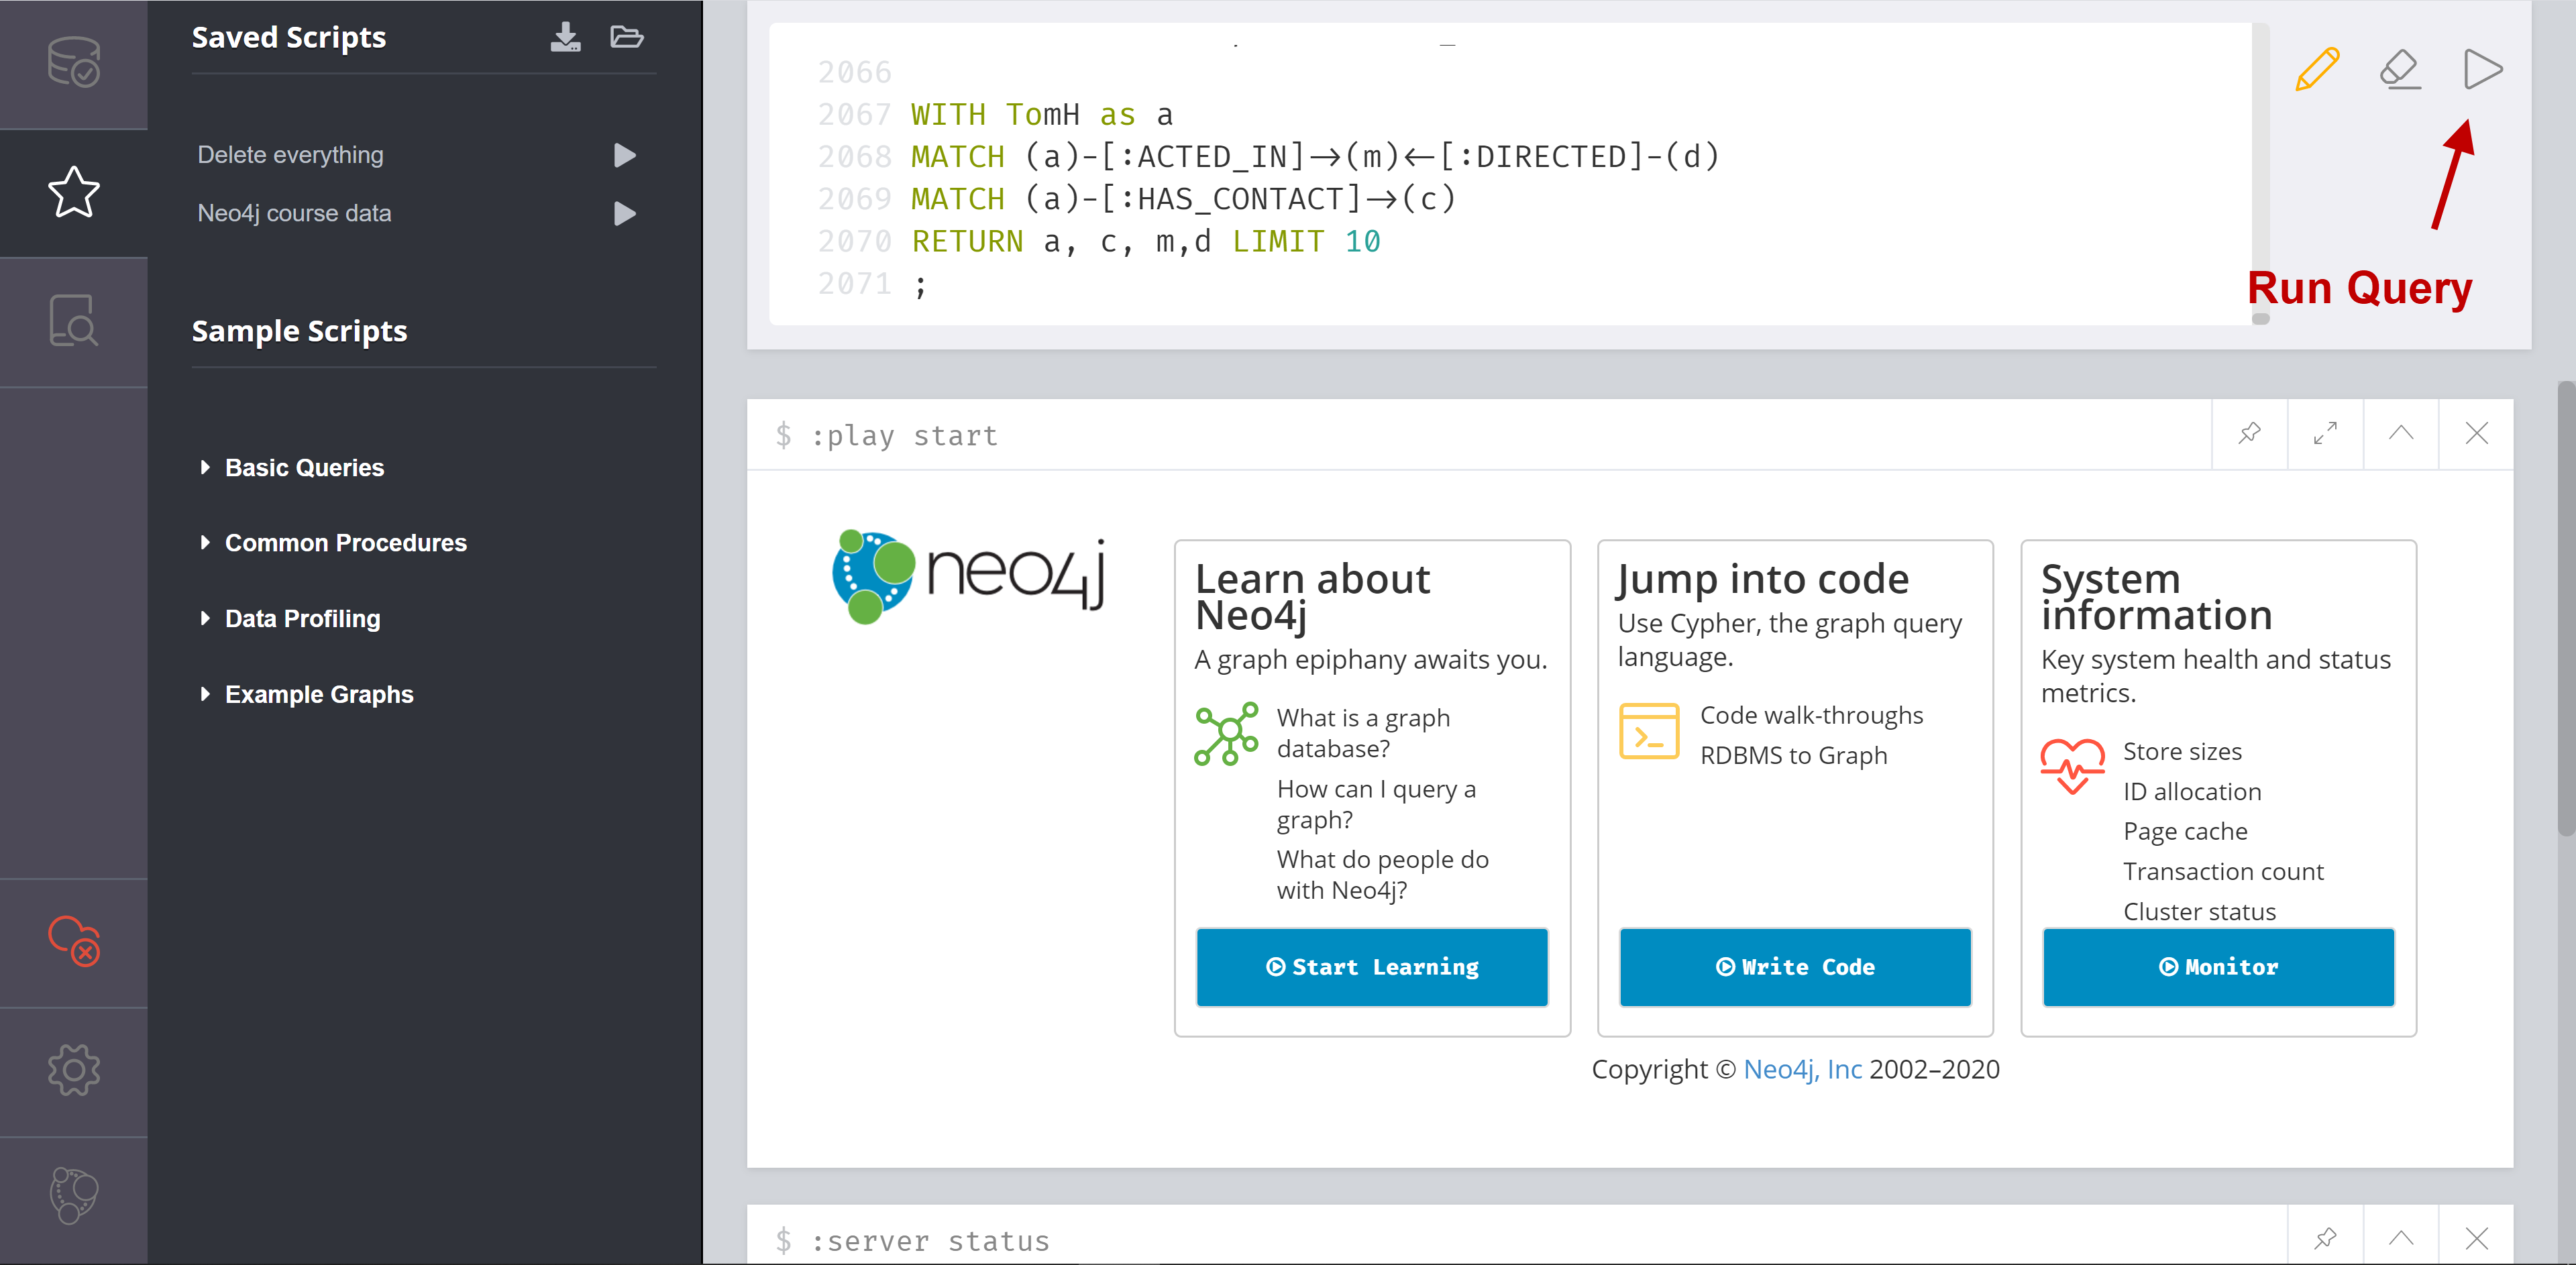 Saved Scripts
Delete everything
Neo4j course data
Sample Scripts
Basic Queries
Common Procedures
Data Profiling
Example Graphs
2066
2067 WITH TomH as a
2068 MATCH (a)-[:ACTED_IN]→(m)←[:DIRECTED]-(d)
2069 MATCH (a)-[:HAS_CONTACT]→(c)
2070 RETURN a, c, m,d LIMIT 10
2071 ;
Run Query
$ :play start
neo4j
Learn about
Neo4j
A graph epiphany awaits you.
What is a graph
database?
How can I query a
graph?
What do people do
with Neo4j?
Start Learning
Jump into code
Use Cypher, the graph query
language.
Code walk-throughs
RDBMS to Graph
Write Code
System
information
Key system health and status
metrics.
Store sizes
ID allocation
Page cache
Transaction count
Cluster status
Monitor
Copyright © Neo4j, Inc 2002–2020
$ :server status